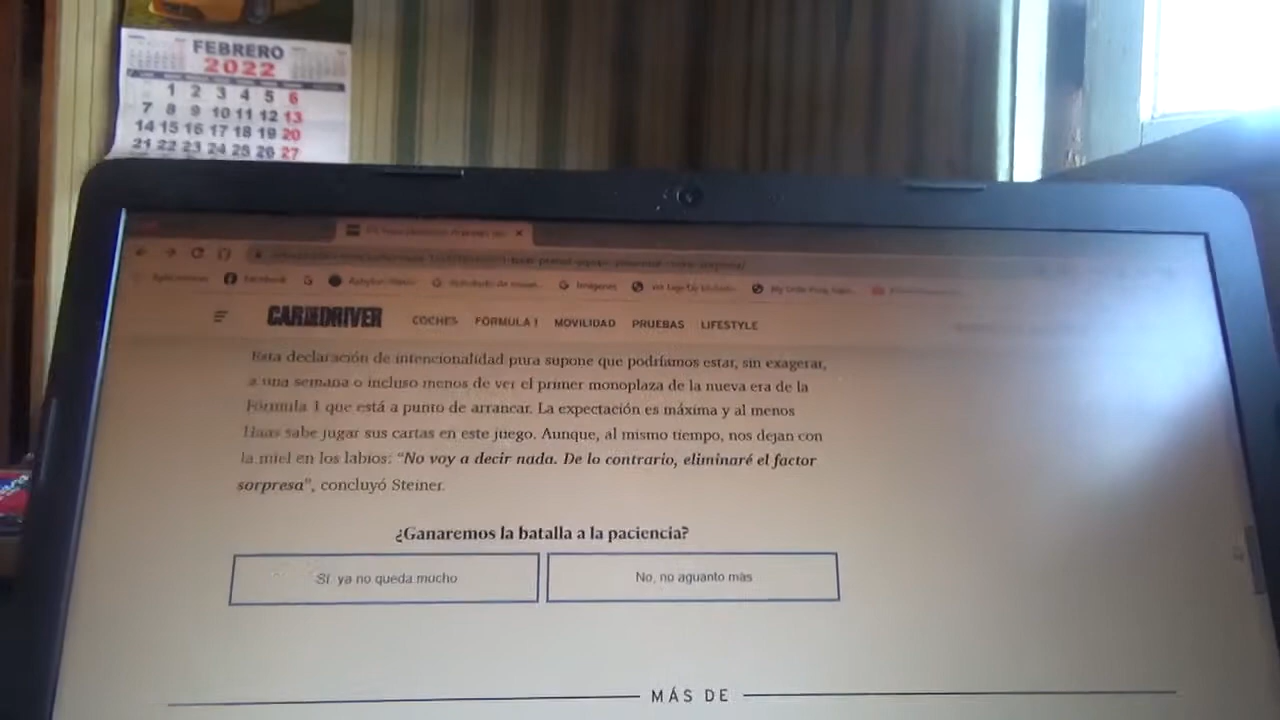 FEBRERO
2022
1 2 3 4 5 6
7 8 9 10 11 12 13
14 15 16 17 18 19 20
21 22 23 24 25 26 27
Facebook
Imágenes
CAR AND DRIVER COCHES FÓRMULA 1 MOVILIDAD PRUEBAS LIFESTYLE
Esta declaración de intencionalidad pura supone que podríamos estar, sin exagerar,
a una semana o incluso menos de ver el primer monoplaza de la nueva era de la
Fórmula 1 que está a punto de arrancar. La expectación es máxima y al menos
Haas sabe jugar sus cartas en este juego. Aunque, al mismo tiempo, nos dejan con
la miel en los labios: “No voy a decir nada. De lo contrario, eliminaré el factor
sorpresa”, concluyó Steiner.
¿Ganaremos la batalla a la paciencia?
Sí, ya no queda mucho
No, no aguanto más
MÁS DE